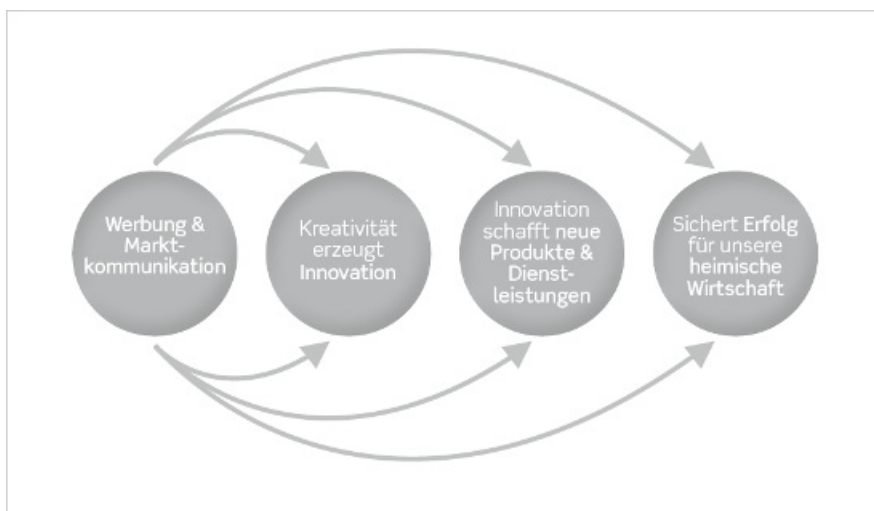 Werbung &
Markt-
kommunikation
Kreativität
erzeugt
Innovation
Innovation
schafft neue
Produkte &
Dienst-
leistungen
Sichert Erfolg
für unsere
heimische
Wirtschaft